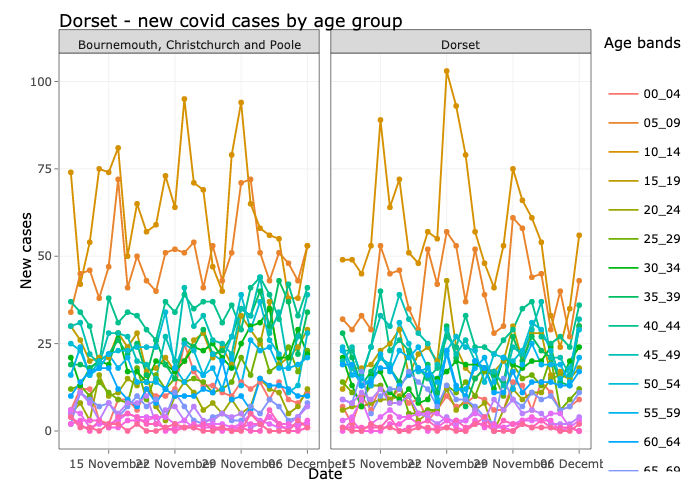 Dorset - new covid cases by age group
Bournemouth, Christchurch and Poole
Dorset
Age bands
00_04
05_09
10_14
15_19
20_24
25_29
30_34
35_39
40_44
45_49
50_54
55_59
60_64
65_69
New cases
100
75
50
25
0
15 November 22 November 29 November 06 December
15 November 22 November 29 November 06 Decemb
Date